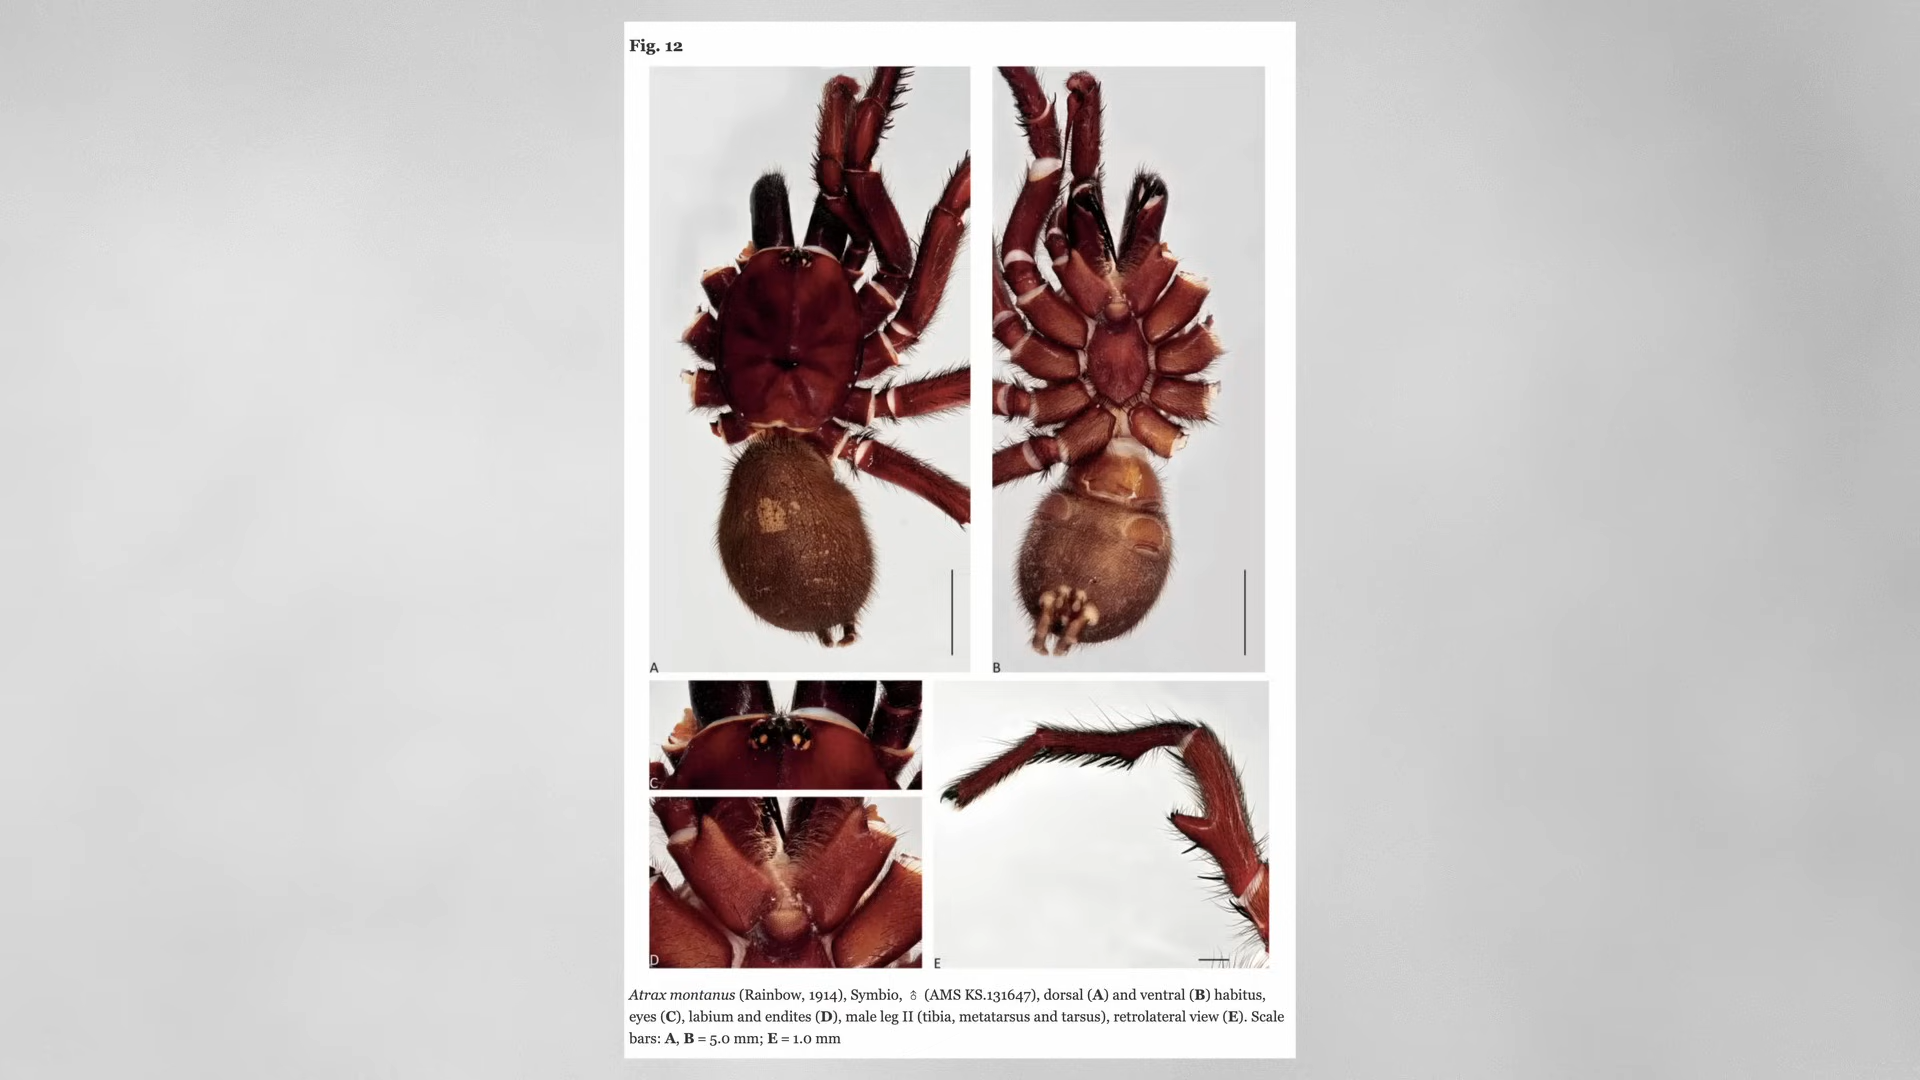 Fig. 12
A
B
C
D
E
Atrax montanus (Rainbow, 1914), Symbio, ♂ (AMS KS.131647), dorsal (A) and ventral (B) habitus,
eyes (C), labium and endites (D), male leg II (tibia, metatarsus and tarsus), retrolateral view (E). Scale
bars: A, B = 5.0 mm; E = 1.0 mm